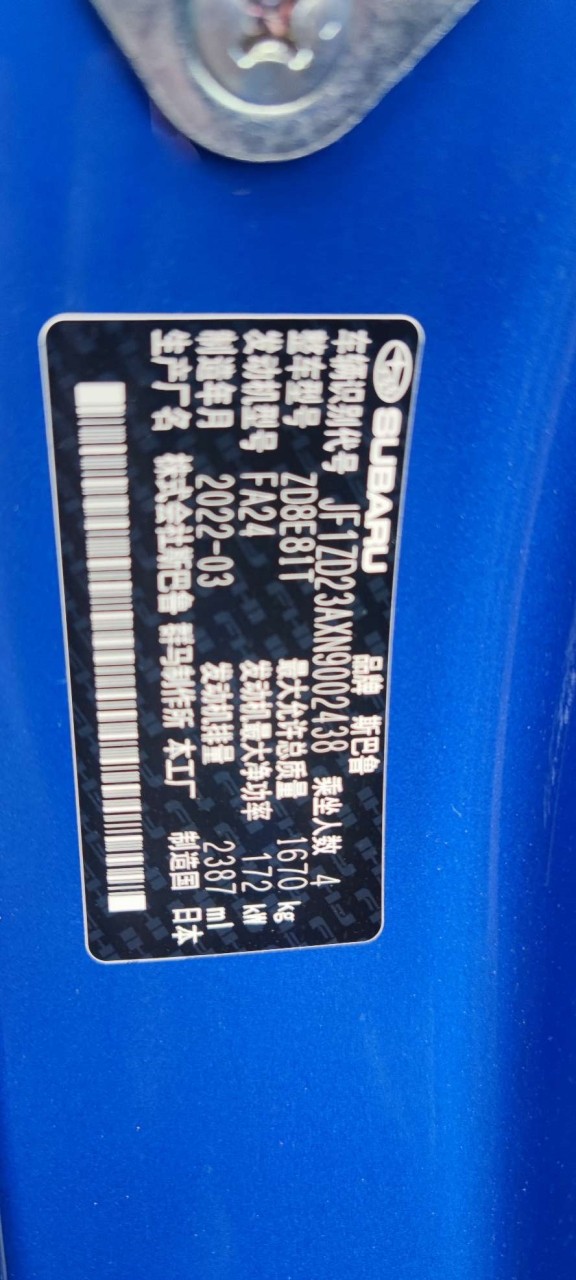 SUBARU 品牌 斯巴鲁
车辆识别代号 JF1ZD23AXN9002438
整车型号 ZD8E81T 乘坐人数 4
发动机型号 FA24 最大允许总质量 1670 kg
制造年月 2022-03 发动机最大净功率 172 kW
发动机排量 2387 ml
生产厂名 株式会社斯巴鲁 群马制作所 本工厂 制造国 日本